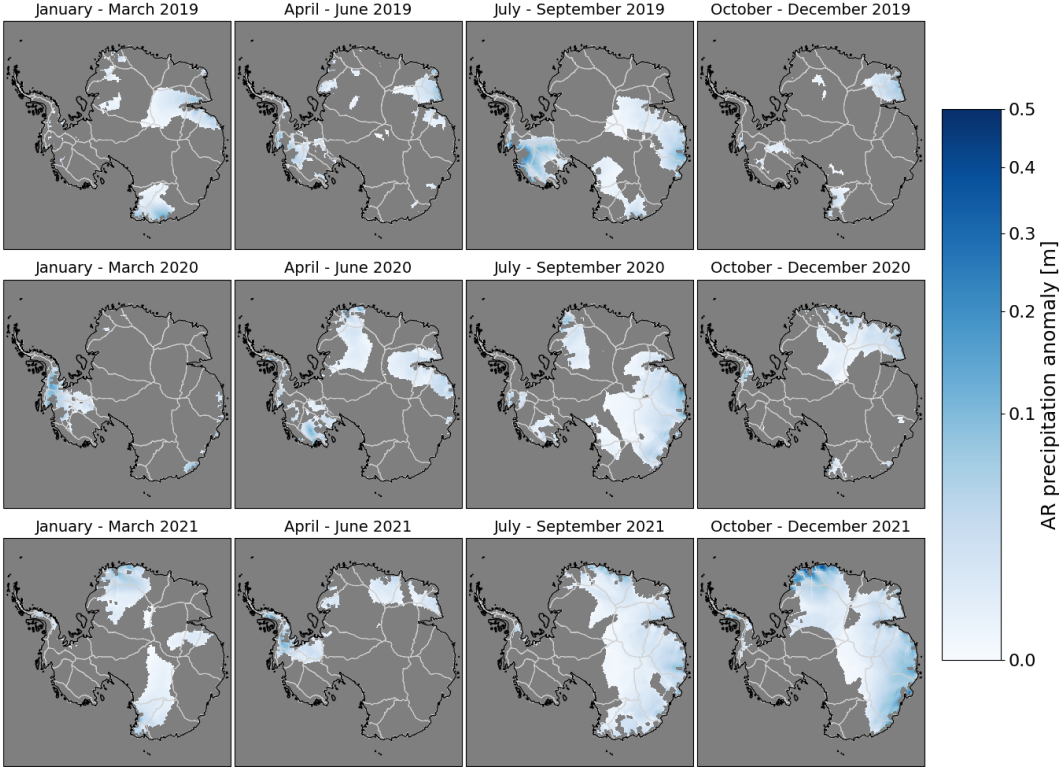 January - March 2019
April - June 2019
July - September 2019
October - December 2019
January - March 2020
April - June 2020
July - September 2020
October - December 2020
January - March 2021
April - June 2021
July - September 2021
October - December 2021
0.5
0.4
0.3
0.2
0.1
0.0
AR precipitation anomaly [m]